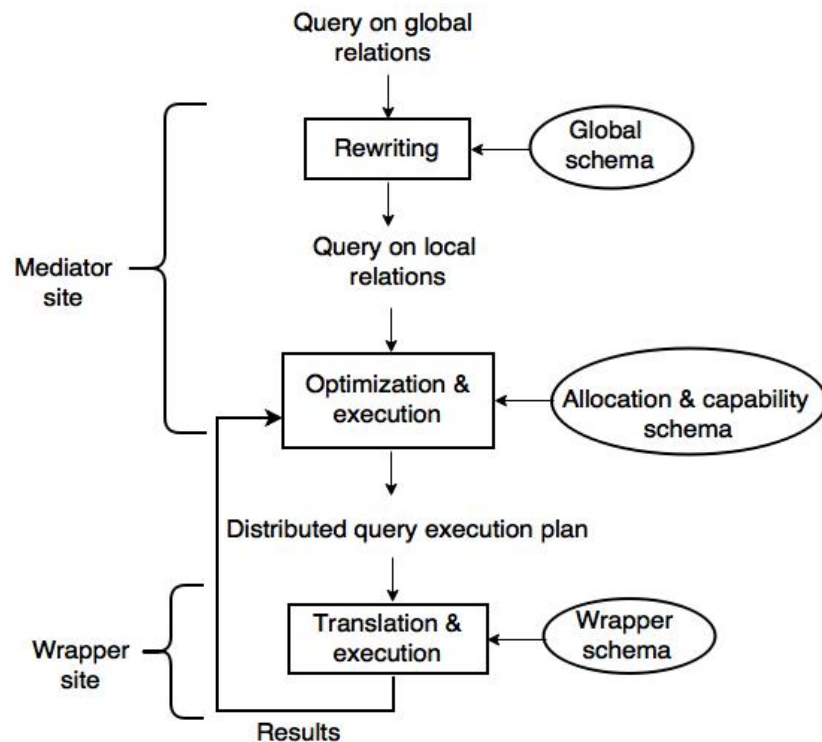 Query on global
relations
Rewriting
Global
schema
Query on local
relations
Mediator
site
Optimization &
execution
Allocation & capability
schema
Distributed query execution plan
Translation &
execution
Wrapper
schema
Wrapper
site
Results